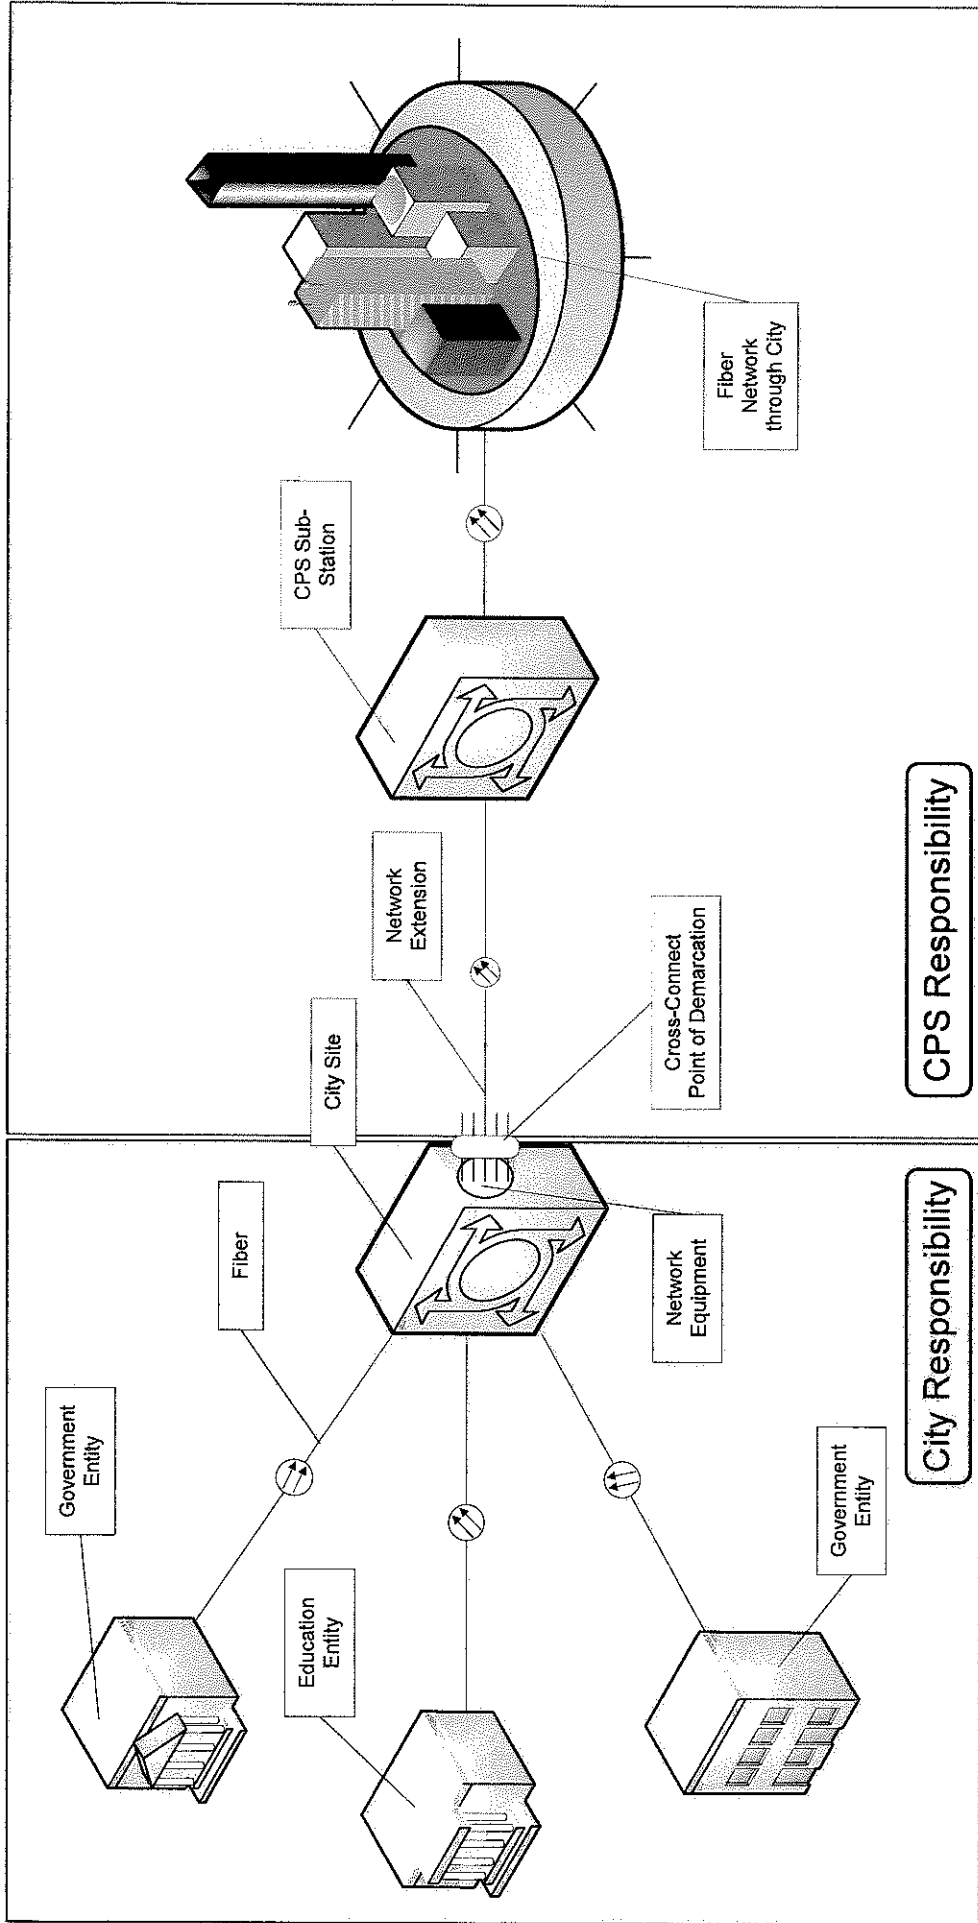 Government
Entity
Fiber
City Site
Network
Extension
CPS Sub-
Station
Education
Entity
Government
Entity
Network
Equipment
Cross-Connect
Point of Demarcation
Fiber
Network
through City
City Responsibility
CPS Responsibility